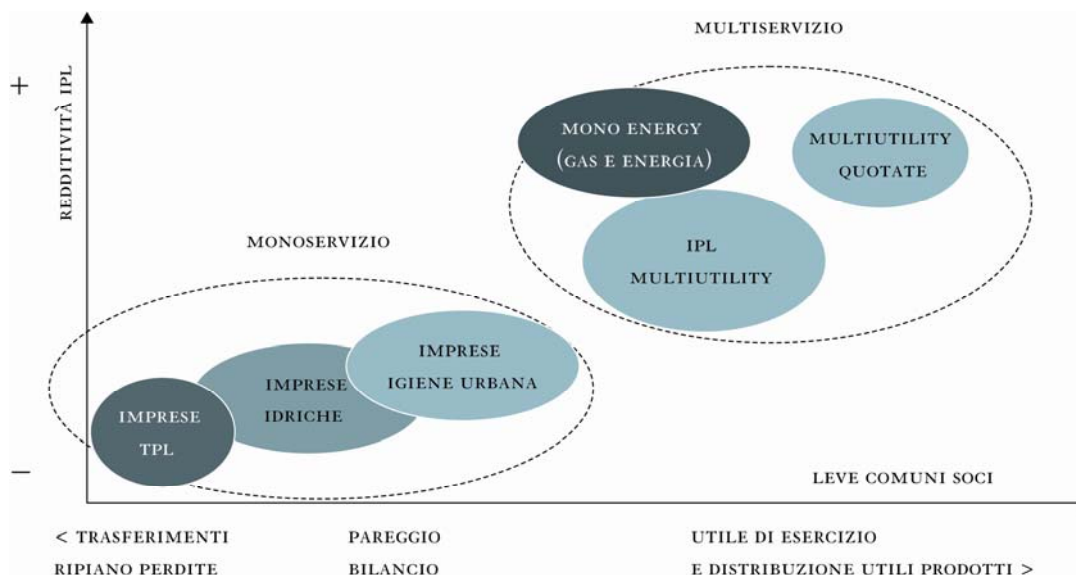 MULTISERVIZIO
+
REDDITIVITÀ IPL
MONO ENERGY
(GAS E ENERGIA)
MULTIUTILITY
QUOTATE
MONOSERVIZIO
IPL
MULTIUTILITY
IMPRESE
IGIENE URBANA
IMPRESE
IDRICHE
IMPRESE
TPL
–
LEVE COMUNI SOCI
< TRASFERIMENTI
RIPIANO PERDITE
PAREGGIO
BILANCIO
UTILE DI ESERCIZIO
E DISTRIBUZIONE UTILI PRODOTTI >